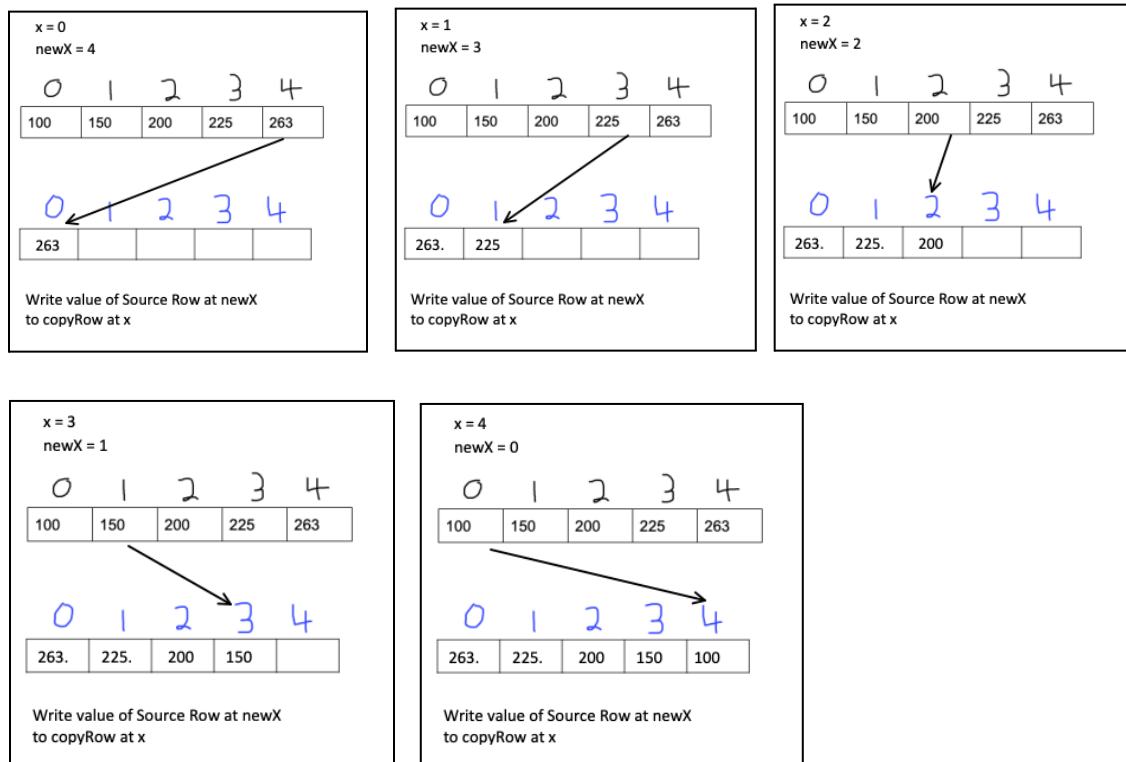 x = 0
newX = 4
0 1 2 3 4
100 150 200 225 263
0 1 2 3 4
263
Write value of Source Row at newX
to copyRow at x
x = 1
newX = 3
0 1 2 3 4
100 150 200 225 263
0 1 2 3 4
263. 225
Write value of Source Row at newX
to copyRow at x
x = 2
newX = 2
0 1 2 3 4
100 150 200 225 263
0 1 2 3 4
263. 225. 200
Write value of Source Row at newX
to copyRow at x
x = 3
newX = 1
0 1 2 3 4
100 150 200 225 263
0 1 2 3 4
263. 225. 200 150
Write value of Source Row at newX
to copyRow at x
x = 4
newX = 0
0 1 2 3 4
100 150 200 225 263
0 1 2 3 4
263. 225. 200 150 100
Write value of Source Row at newX
to copyRow at x